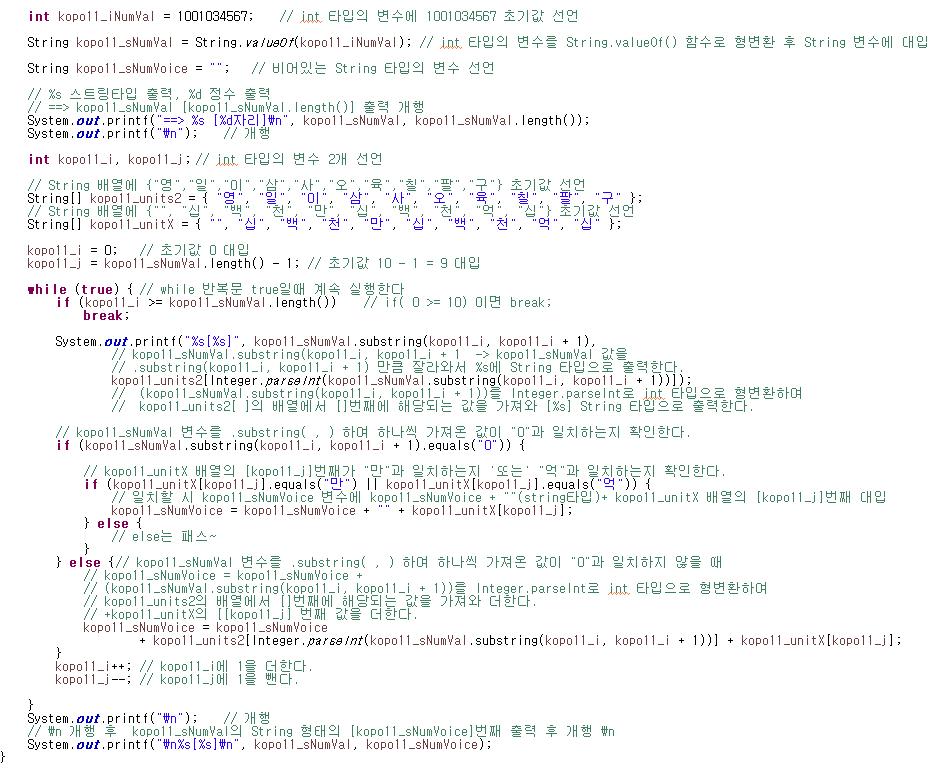 int kopo11_iNumVal = 1001034567;   // int 타입의 변수에 1001034567 초기값 선언
String kopo11_sNumVal = String.valueOf(kopo11_iNumVal); // int 타입의 변수를 String.valueOf() 함수로 형변환 후 String 변수에 대입
String kopo11_sNumVoice = "";   // 비어있는 String 타입의 변수 선언
// %s 스트링타입 출력, %d 정수 출력
// ==> kopo11_sNumVal [kopo11_sNumVal.length()] 출력 개행
System.out.printf("==> %s [%d자리]₩n", kopo11_sNumVal, kopo11_sNumVal.length());
System.out.printf("₩n");   // 개행
int kopo11_i, kopo11_j; // int 타입의 변수 2개 선언
// String 배열에 {"영","일","이","삼","사","오","육","칠","팔","구"} 초기값 선언
String[] kopo11_units2 = { "영", "일", "이", "삼", "사", "오", "육", "칠", "팔", "구" };
// String 배열에 {"", "십", "백", "천", "만", "십", "백", "천", "억", "십"} 초기값 선언
String[] kopo11_unitX = { "", "십", "백", "천", "만", "십", "백", "천", "억", "십" };
kopo11_i = 0;   // 초기값 0 대입
kopo11_j = kopo11_sNumVal.length() - 1; // 초기값 10 - 1 = 9 대입
while (true) { // while 반복문 true일때 계속 실행한다
if (kopo11_i >= kopo11_sNumVal.length())   // if( 0 >= 10) 이면 break;
break;
System.out.printf("%s[%s]", kopo11_sNumVal.substring(kopo11_i, kopo11_i + 1),
// kopo11_sNumVal.substring(kopo11_i, kopo11_i + 1  -> kopo11_sNumVal 값을
// .substring(kopo11_i, kopo11_i + 1) 만큼 잘라와서 %s에 String 타입으로 출력한다.
kopo11_units2[Integer.parseInt(kopo11_sNumVal.substring(kopo11_i, kopo11_i + 1))]);
//  (kopo11_sNumVal.substring(kopo11_i, kopo11_i + 1))를 Integer.parseInt로 int 타입으로 형변환하며
//  kopo11_units2[ ]의 배열에서 []번째에 해당되는 값을 가져와 [%s] String 타입으로 출력한다.
// kopo11_sNumVal 변수를 .substring( , ) 하며 하나씩 가져온 값이 "0"과 일치하는지 확인한다.
if (kopo11_sNumVal.substring(kopo11_i, kopo11_i + 1).equals("0")) {
// kopo11_unitX 배열의 [kopo11_j]번째가 "만"과 일치하는지 '또는' "억"과 일치하는지 확인한다.
if (kopo11_unitX[kopo11_j].equals("만") || kopo11_unitX[kopo11_j].equals("억")) {
// 일치할 시 kopo11_sNumVoice 변수에 kopo11_sNumVoice + ""(string타입)+ kopo11_unitX 배열의 [kopo11_j]번째 대입
kopo11_sNumVoice = kopo11_sNumVoice + "" + kopo11_unitX[kopo11_j];
} else {
// else는 패스~
}
} else {// kopo11_sNumVal 변수를 .substring( , ) 하며 하나씩 가져온 값이 "0"과 일치하지 않을 때
// kopo11_sNumVoice = kopo11_sNumVoice +
// (kopo11_sNumVal.substring(kopo11_i, kopo11_i + 1))를 Integer.parseInt로 int 타입으로 형변환하며
// kopo11_units2의 배열에서 []번째에 해당되는 값을 가져와 더한다.
// +kopo11_unitX의 [[kopo11_j] 번째 값을 더한다.
kopo11_sNumVoice = kopo11_sNumVoice
+ kopo11_units2[Integer.parseInt(kopo11_sNumVal.substring(kopo11_i, kopo11_i + 1))] + kopo11_unitX[kopo11_j];
}
kopo11_i++; // kopo11_i에 1을 더한다.
kopo11_j--; // kopo11_j에 1을 뺀다.
}
System.out.printf("₩n");   // 개행
// ₩n 개행 후  kopo11_sNumVal의 String 형태의 [kopo11_sNumVoice]번째 출력 후 개행 ₩n
System.out.printf("₩n%s[%s]₩n", kopo11_sNumVal, kopo11_sNumVoice);
}